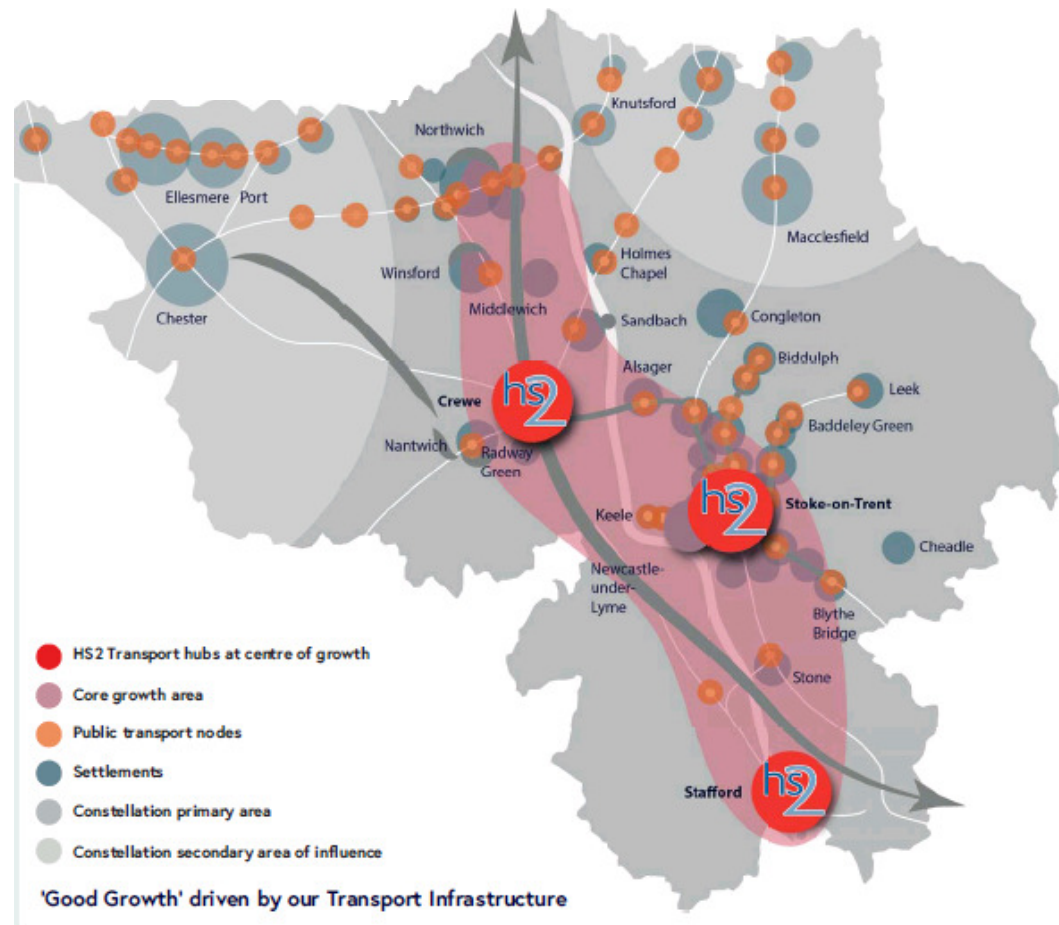 Knutsford
Northwich
Ellesmere Port
Macclesfield
Winsford
Holmes
Chapel
Chester
Middlewich
Sandbach
Congleton
Alsager
Biddulph
Leek
Crewe
hs2
Baddeley Green
Nantwich
Radway
Green
hs2
Stoke-on-Trent
Keele
Cheadle
Newcastle-
under-
Lyme
Blythe
Bridge
Stone
Stafford
hs2
HS2 Transport hubs at centre of growth
Core growth area
Public transport nodes
Settlements
Constellation primary area
Constellation secondary area of influence
'Good Growth' driven by our Transport Infrastructure